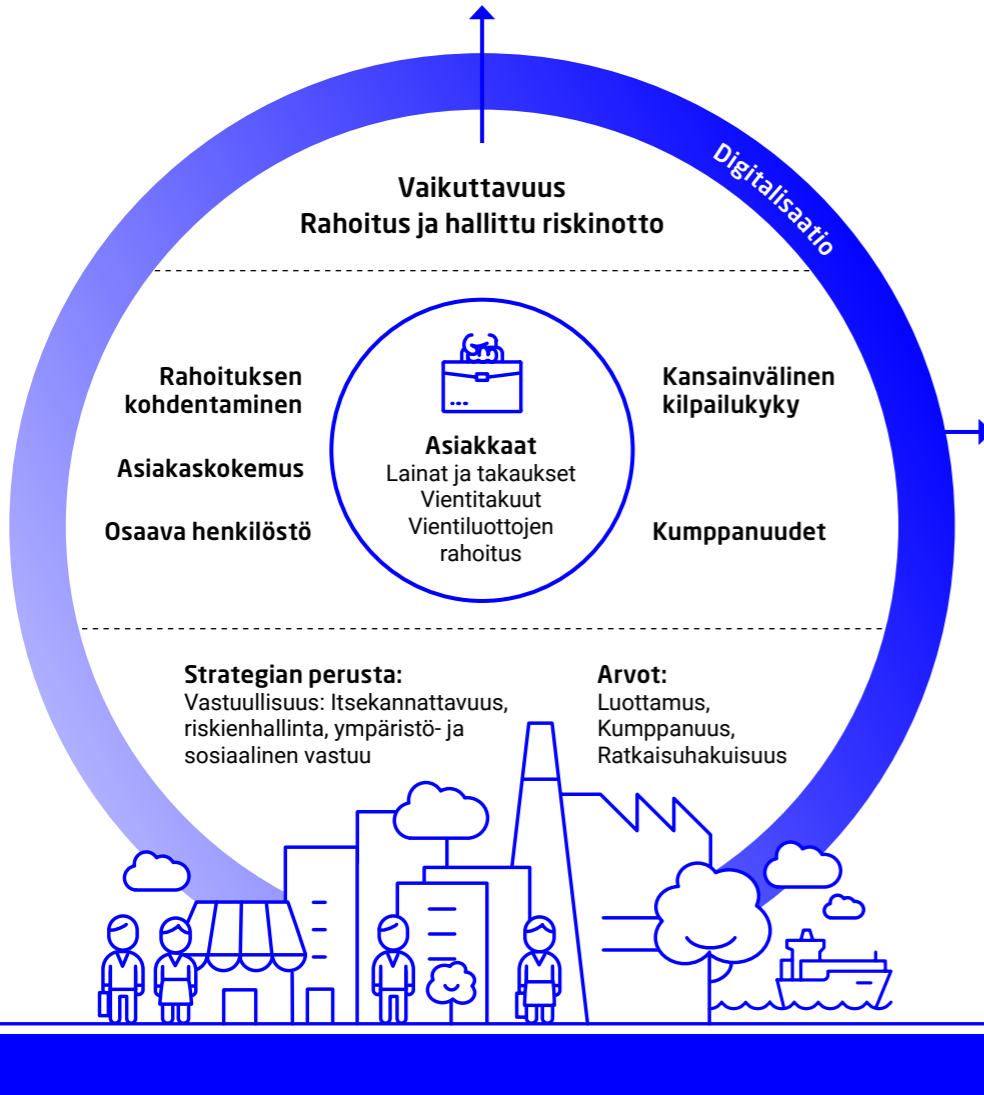 Digitalisaatio
Vaikuttavuus
Rahoitus ja hallittu riskinotto
Rahoituksen
kohdentaminen
Asiakaskokemus
Osaava henkilöstö
Asiakkaat
Lainat ja takaukset
Vientitakuut
Vientiluottojen
rahoitus
Kansainvälinen
kilpailukyky
Kumppanuudet
Strategian perusta:
Vastuullisuus: Itsekannattavuus,
riskienhallinta, ympäristö- ja
sosiaalinen vastuu
Arvot:
Luottamus,
Kumppanuus,
Ratkaisuhakuisuus